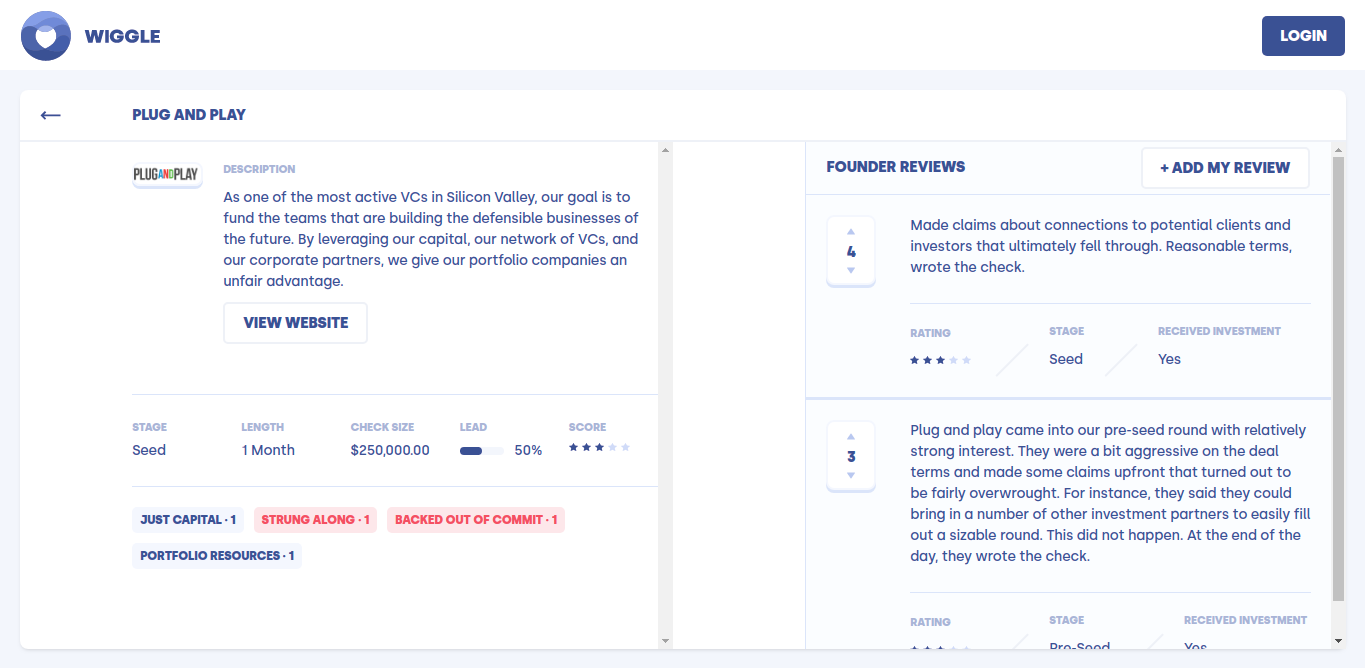 WIGGLE
LOGIN
PLUG AND PLAY
PLUGANDPLAY
DESCRIPTION
As one of the most active VCs in Silicon Valley, our goal is to
fund the teams that are building the defensible businesses of
the future. By leveraging our capital, our network of VCs, and
our corporate partners, we give our portfolio companies an
unfair advantage.
VIEW WEBSITE
STAGE LENGTH CHECK SIZE LEAD SCORE
Seed 1 Month $250,000.00 50%
JUST CAPITAL · 1 STRUNG ALONG · 1 BACKED OUT OF COMMIT · 1
PORTFOLIO RESOURCES · 1
FOUNDER REVIEWS
+ ADD MY REVIEW
4
Made claims about connections to potential clients and
investors that ultimately fell through. Reasonable terms,
wrote the check.
RATING STAGE RECEIVED INVESTMENT
Seed Yes
3
Plug and play came into our pre-seed round with relatively
strong interest. They were a bit aggressive on the deal
terms and made some claims upfront that turned out to
be fairly overwrought. For instance, they said they could
bring in a number of other investment partners to easily fill
out a sizable round. This did not happen. At the end of the
day, they wrote the check.
RATING STAGE RECEIVED INVESTMENT
Pre-Seed Yes